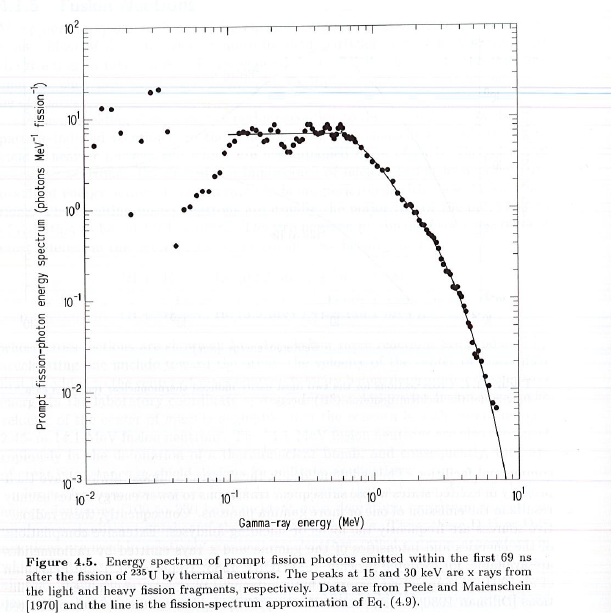 10²
10¹
10⁰
10⁻¹
10⁻²
10⁻³
Prompt fission-photon energy spectrum (photons MeV⁻¹ fission⁻¹)
10⁻² 10⁻¹ 10⁰ 10¹
Gamma-ray energy (MeV)
Figure 4.5. Energy spectrum of prompt fission photons emitted within the first 69 ns
after the fission of ²³⁵U by thermal neutrons. The peaks at 15 and 30 keV are x rays from
the light and heavy fission fragments, respectively. Data are from Peele and Maienschein
[1970] and the line is the fission-spectrum approximation of Eq. (4.9).